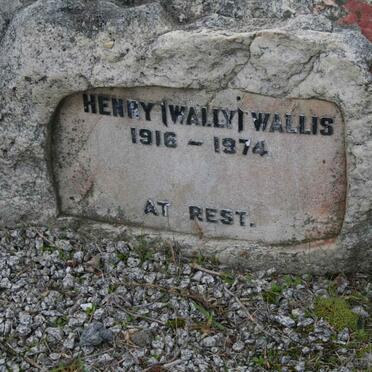 HENRY (WALLY) WALLIS
1916 - 1974
AT REST.